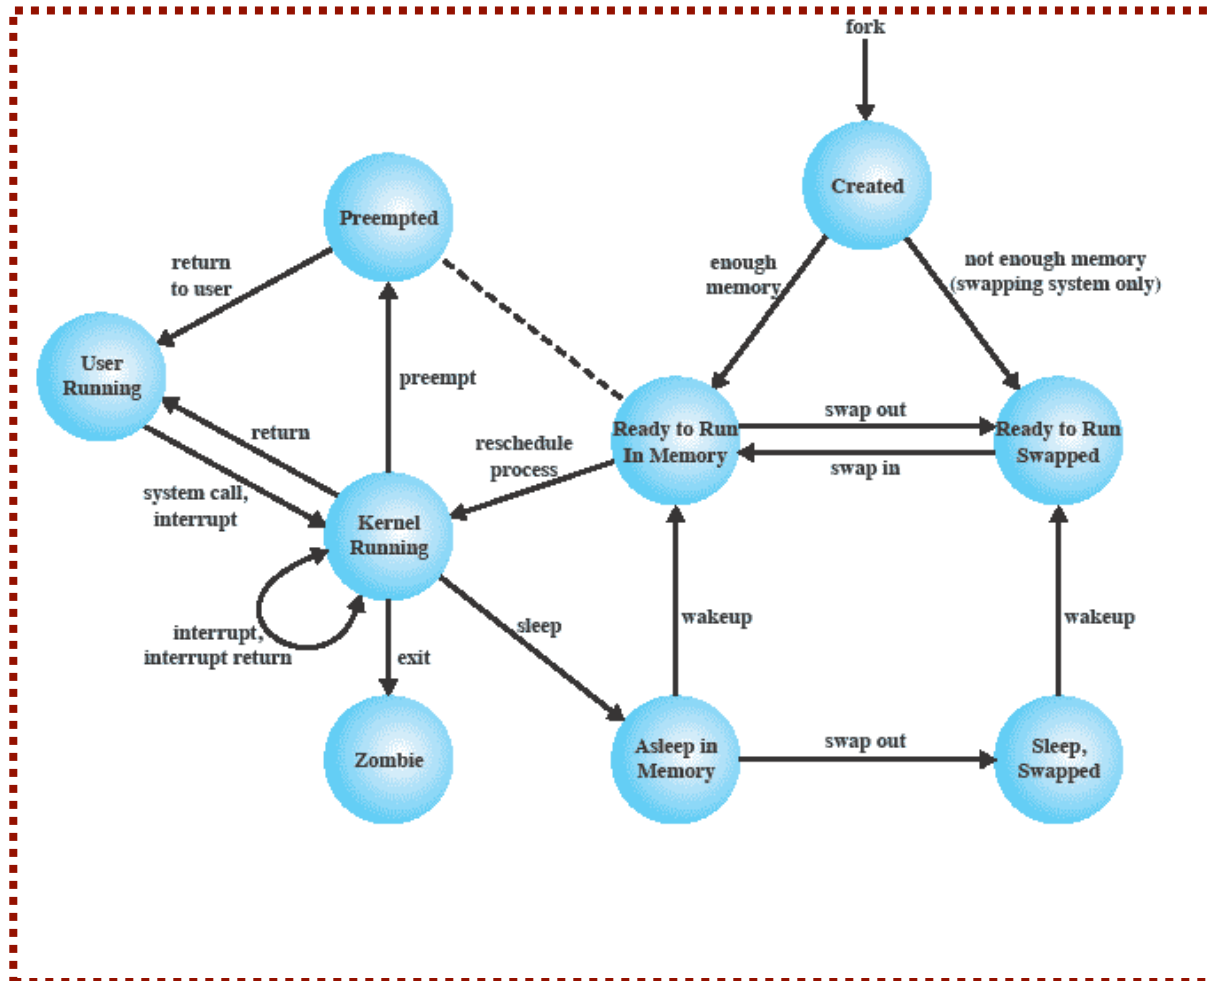 fork
Created
Preempted
return
to user
enough
memory
not enough memory
(swapping system only)
User
Running
preempt
return
reschedule
process
Ready to Run
In Memory
swap out
swap in
Ready to Run
Swapped
system call,
interrupt
Kernel
Running
interrupt,
interrupt return
sleep
exit
wakeup
wakeup
Zombie
Asleep in
Memory
swap out
Sleep,
Swapped